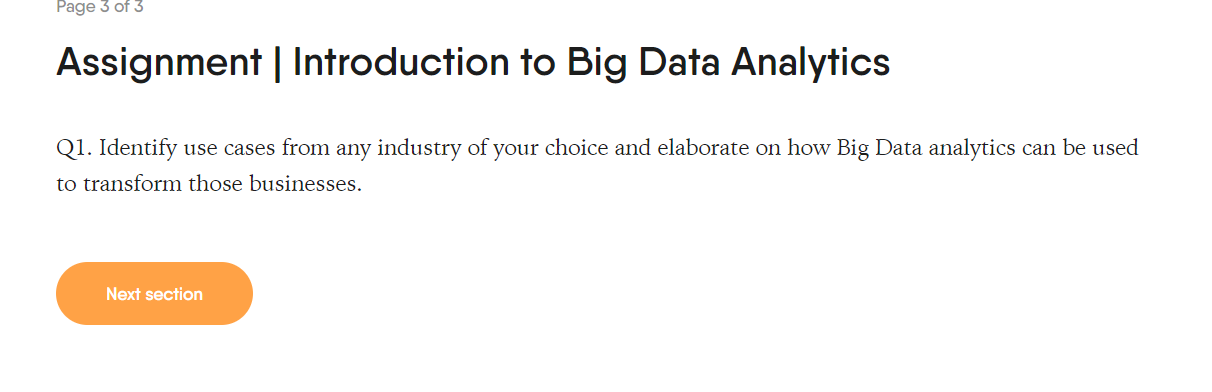 Page 3 of 3
Assignment | Introduction to Big Data Analytics
Q1. Identify use cases from any industry of your choice and elaborate on how Big Data analytics can be used
to transform those businesses.
Next section